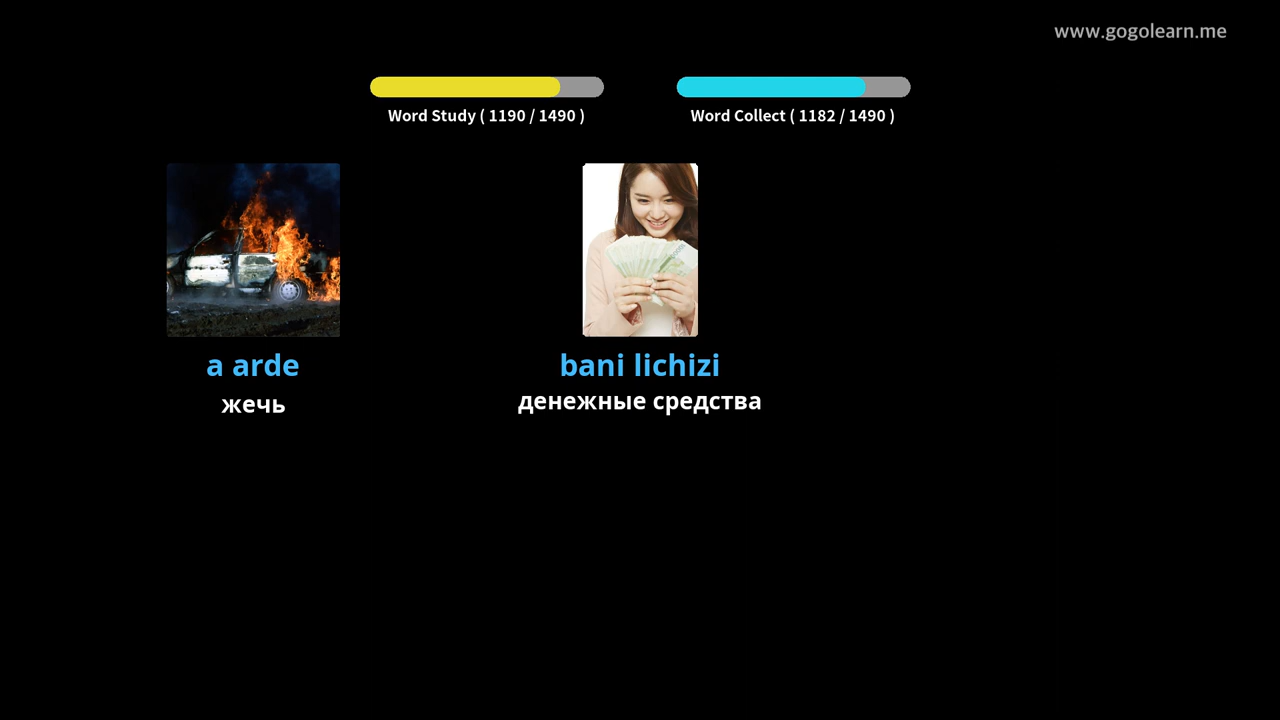 www.gogolearn.me
Word Study ( 1190 / 1490 )
Word Collect ( 1182 / 1490 )
a arde
жечь
bani lichizi
денежные средства